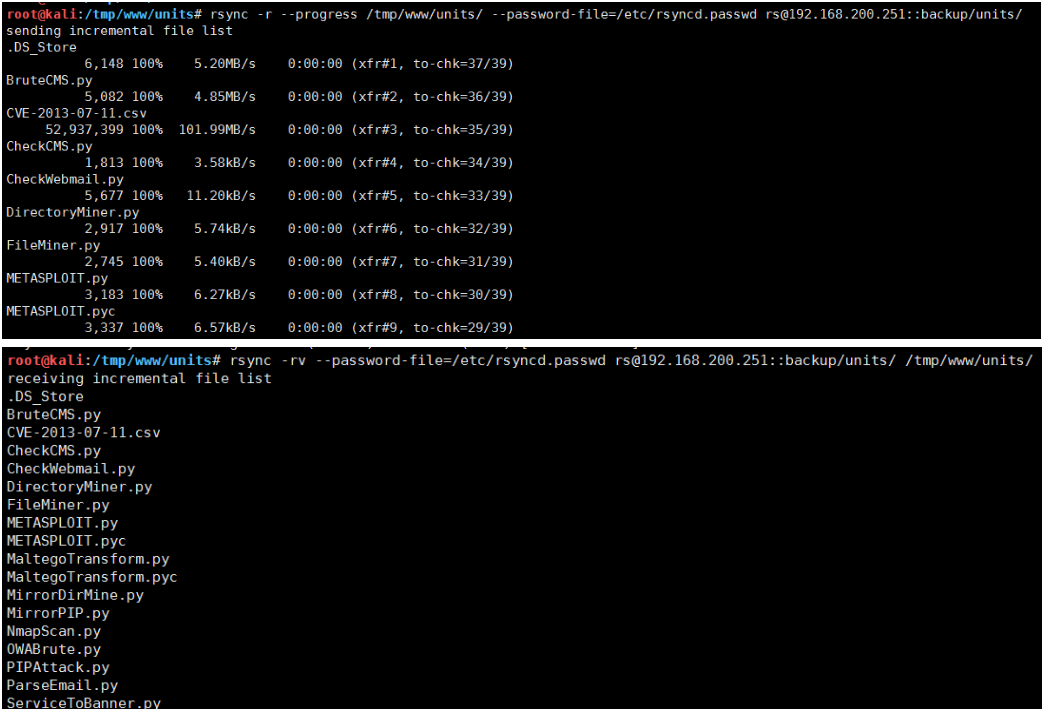 root@kali:/tmp/www/units# rsync -r --progress /tmp/www/units/ --password-file=/etc/rsyncd.passwd rs@192.168.200.251::backup/units/
sending incremental file list
.DS_Store
6,148 100% 5.20MB/s 0:00:00 (xfr#1, to-chk=37/39)
BruteCMS.py
5,082 100% 4.85MB/s 0:00:00 (xfr#2, to-chk=36/39)
CVE-2013-07-11.csv
52,937,399 100% 101.99MB/s 0:00:00 (xfr#3, to-chk=35/39)
CheckCMS.py
1,813 100% 3.58kB/s 0:00:00 (xfr#4, to-chk=34/39)
CheckWebmail.py
5,677 100% 11.20kB/s 0:00:00 (xfr#5, to-chk=33/39)
DirectoryMiner.py
2,917 100% 5.74kB/s 0:00:00 (xfr#6, to-chk=32/39)
FileMiner.py
2,745 100% 5.40kB/s 0:00:00 (xfr#7, to-chk=31/39)
METASPLOIT.py
3,183 100% 6.27kB/s 0:00:00 (xfr#8, to-chk=30/39)
METASPLOIT.pyc
3,337 100% 6.57kB/s 0:00:00 (xfr#9, to-chk=29/39)
root@kali:/tmp/www/units# rsync -rv --password-file=/etc/rsyncd.passwd rs@192.168.200.251::backup/units/ /tmp/www/units/
receiving incremental file list
.DS_Store
BruteCMS.py
CVE-2013-07-11.csv
CheckCMS.py
CheckWebmail.py
DirectoryMiner.py
FileMiner.py
METASPLOIT.py
METASPLOIT.pyc
MaltegoTransform.py
MaltegoTransform.pyc
MirrorDirMine.py
MirrorPIP.py
NmapScan.py
OWABrute.py
PIPAttack.py
ParseEmail.py
ServiceToBanner.py